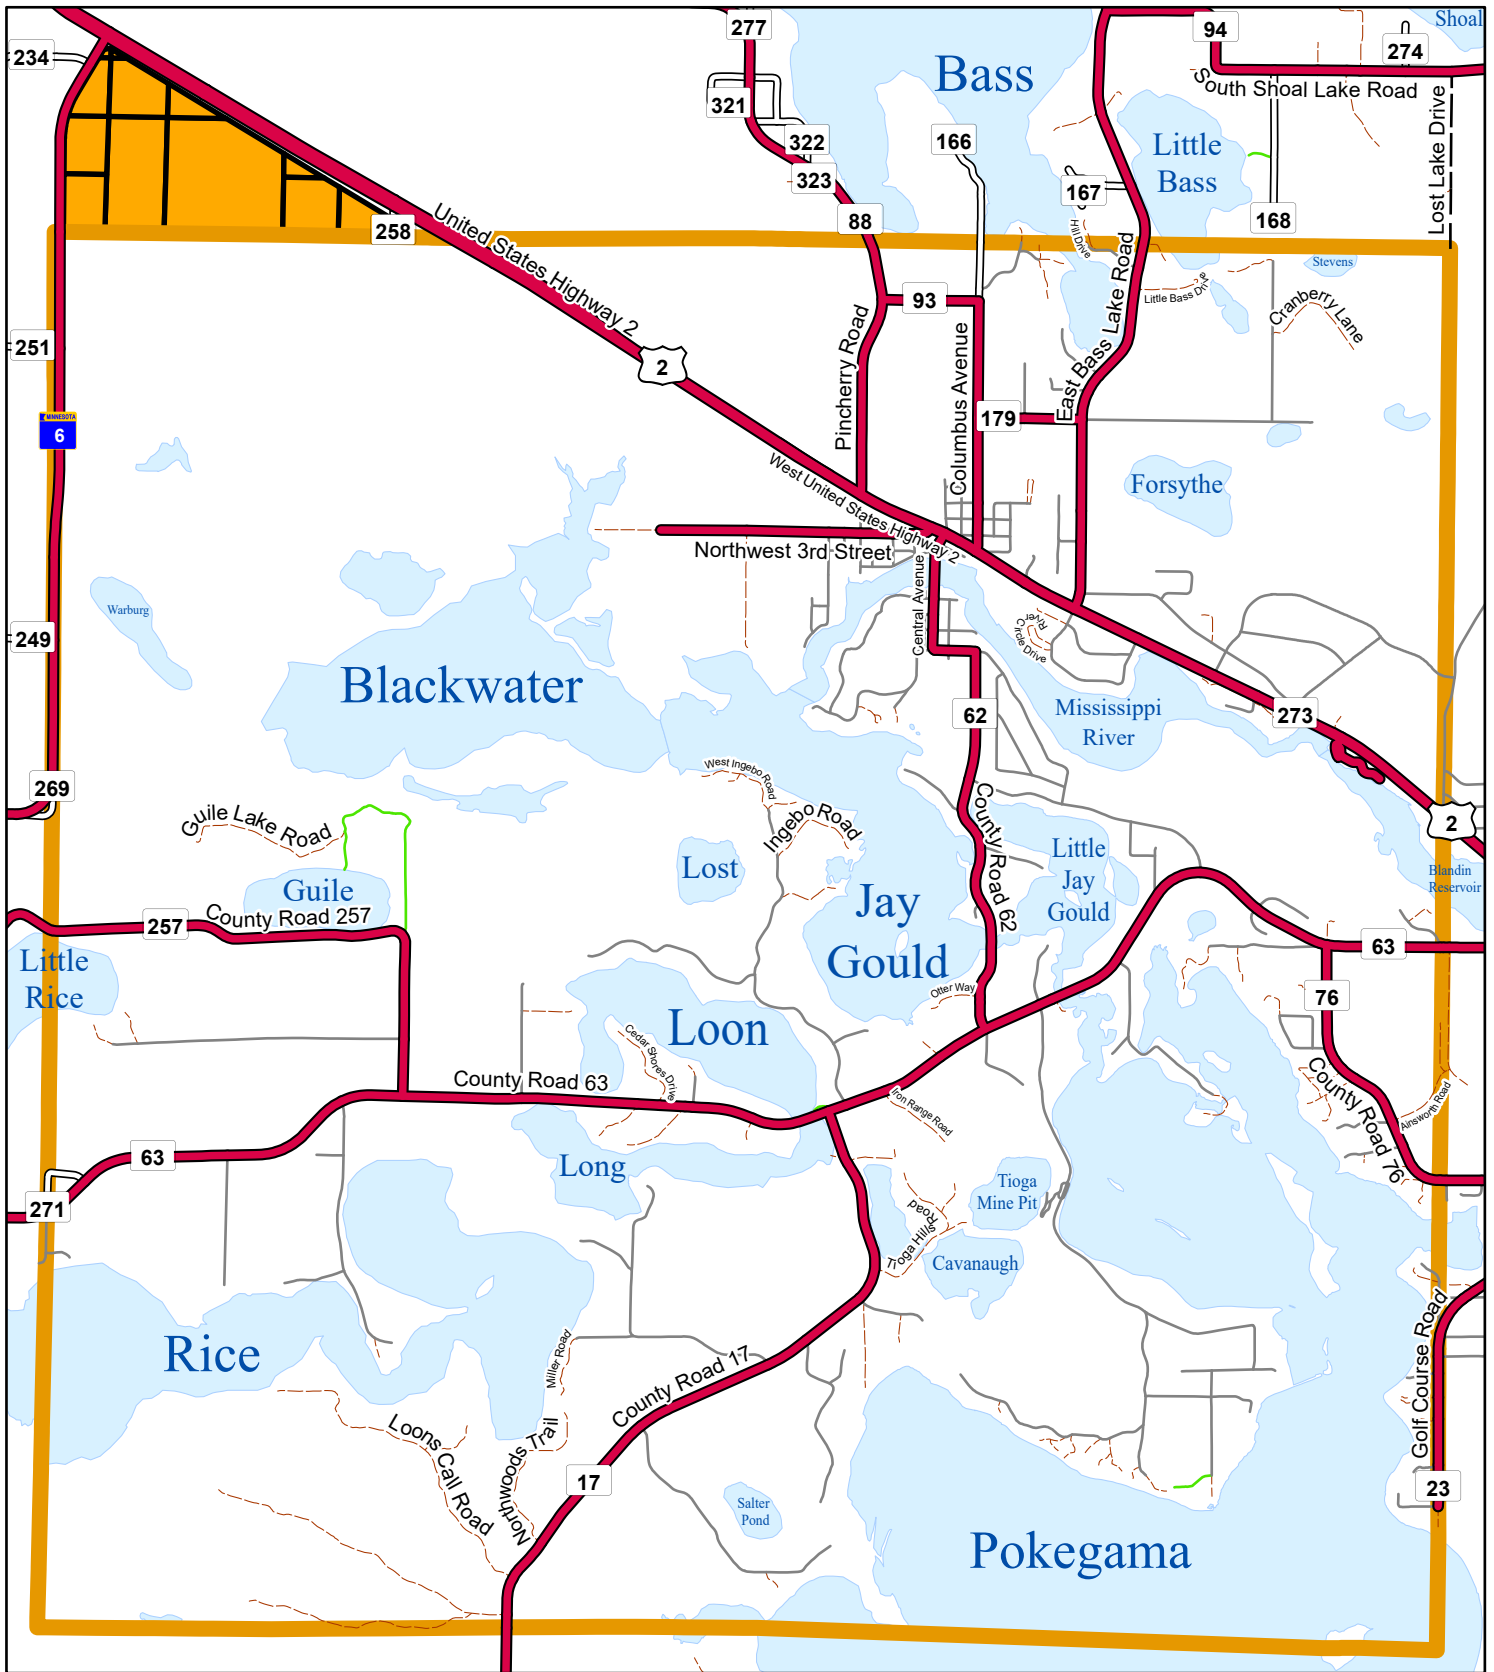 277
94
Shoal
234
274
Bass
South Shoal Lake Road
321
Lost Lake Drive
322
166
Little
Bass
323
167
88
168
258
United States Highway 2
Hill Drive
Stevens
East Bass Lake Road
Little Bass Drive
93
Cranberry Lane
251
Pincherry Road
Columbus Avenue
2
MINNESOTA
6
179
West United States Highway 2
Forsythe
Northwest 3rd Street
Central Avenue
Warburg
249
River
Circle Drive
Blackwater
62
Mississippi
River
273
269
West Ingebo Road
Guile Lake Road
Ingebo Road
County Road 62
2
Lost
Little
Jay
Gould
Guile
Jay
Gould
Blandin
Reservoir
257
County Road 257
63
Little
Rice
Otter Way
76
Loon
Cedar Shores Drive
County Road 63
Iron Range Road
County Road 76
Ainsworth Road
63
Long
Tioga
Mine Pit
271
Tioga Hills
Road
Cavanaugh
Rice
Miller Road
County Road 17
Golf Course Road
Loons Call Road
Northwoods Trail
17
23
Salter
Pond
Pokegama